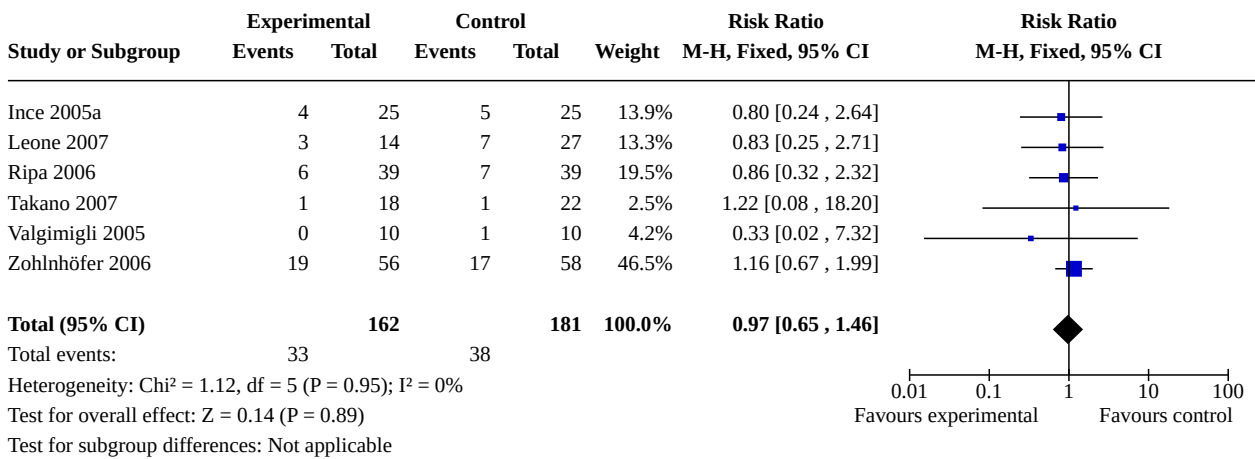 Experimental Control Risk Ratio Risk Ratio
Study or Subgroup Events Total Events Total Weight M-H, Fixed, 95% CI M-H, Fixed, 95% CI
Ince 2005a 4 25 5 25 13.9% 0.80 [0.24 , 2.64]
Leone 2007 3 14 7 27 13.3% 0.83 [0.25 , 2.71]
Ripa 2006 6 39 7 39 19.5% 0.86 [0.32 , 2.32]
Takano 2007 1 18 1 22 2.5% 1.22 [0.08 , 18.20]
Valgimigli 2005 0 10 1 10 4.2% 0.33 [0.02 , 7.32]
Zohlnhöfer 2006 19 56 17 58 46.5% 1.16 [0.67 , 1.99]
Total (95% CI) 162 181 100.0% 0.97 [0.65 , 1.46]
Total events: 33 38
Heterogeneity: Chi² = 1.12, df = 5 (P = 0.95); I² = 0%
0.01 0.1 1 10 100
Test for overall effect: Z = 0.14 (P = 0.89)
Favours experimental Favours control
Test for subgroup differences: Not applicable